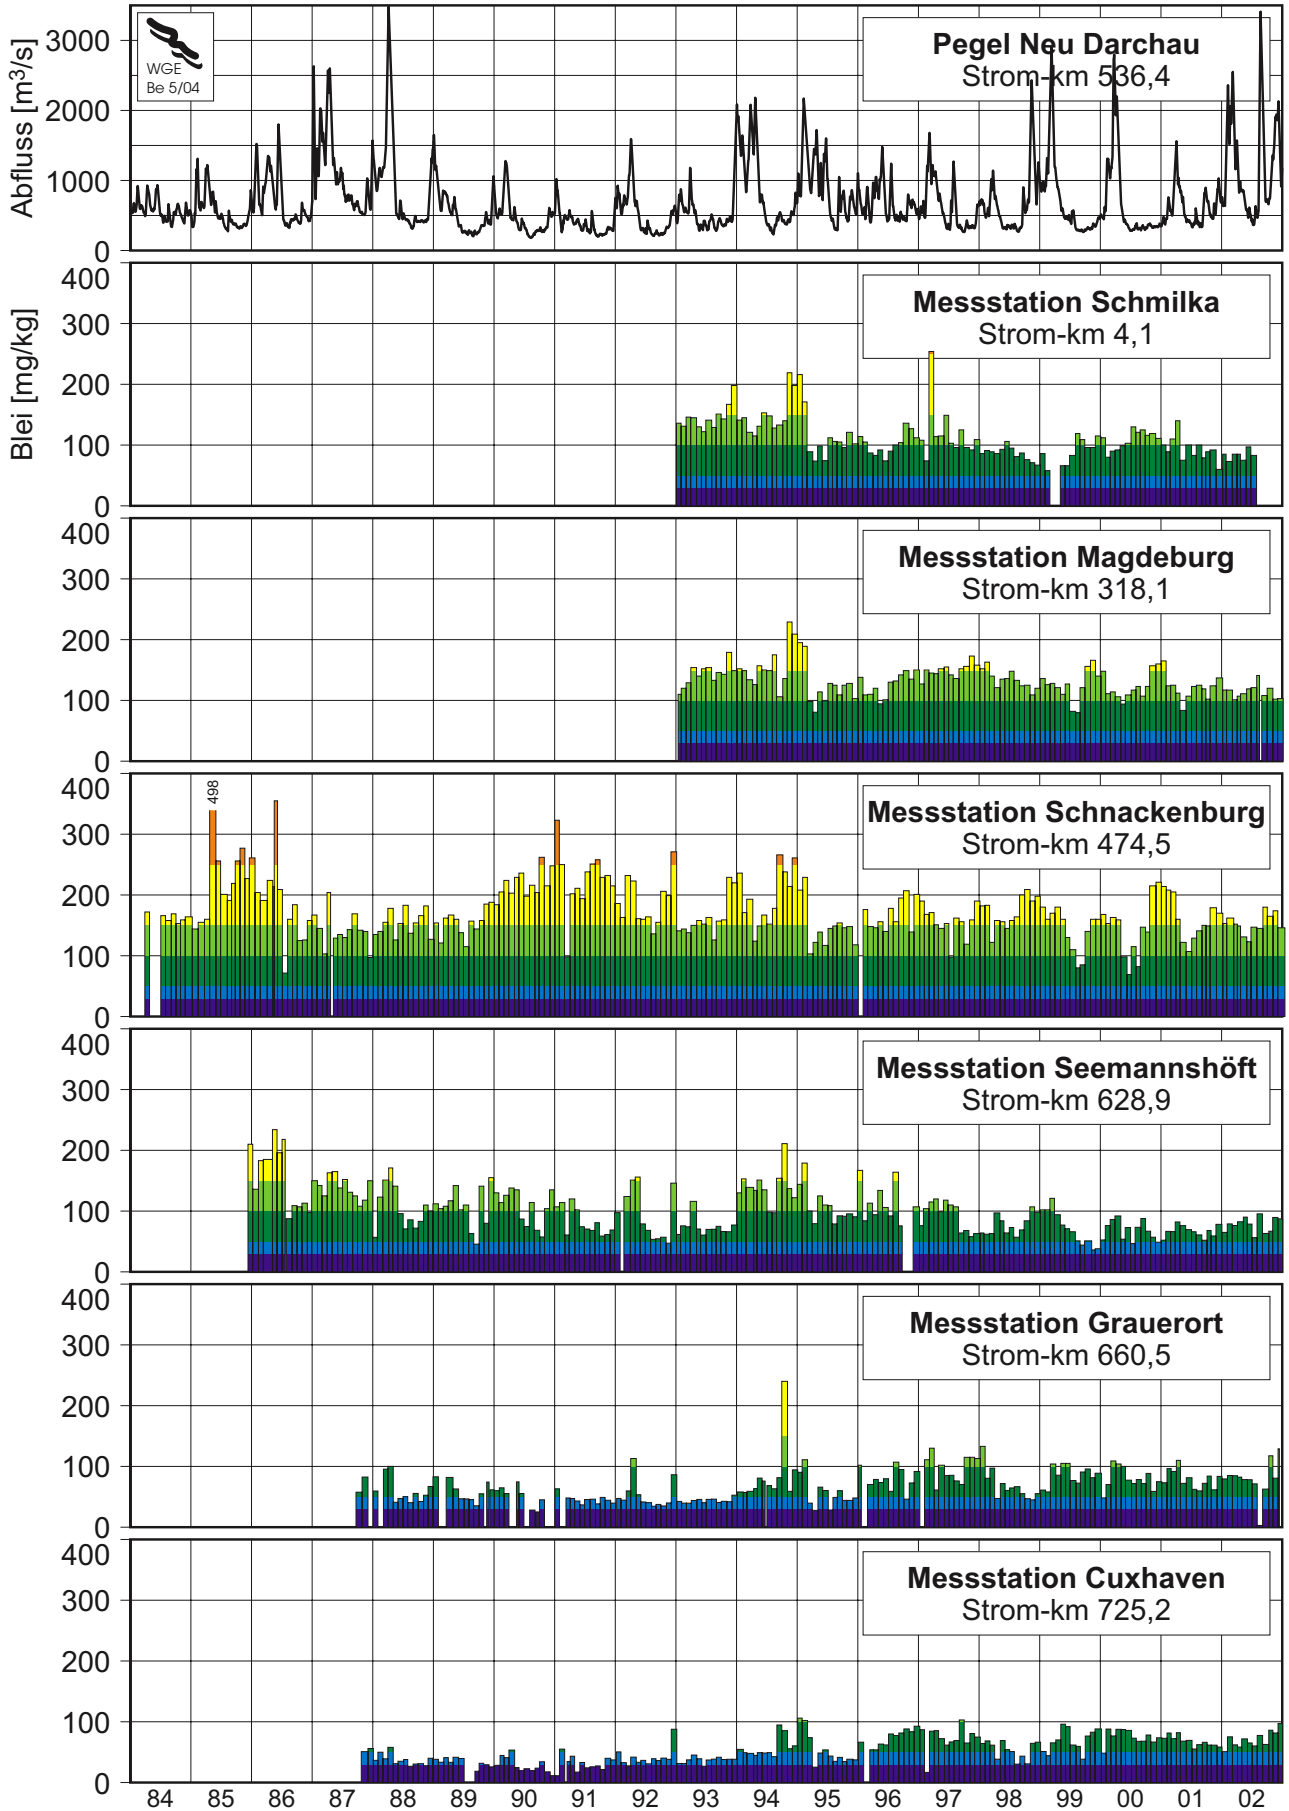 Abfluss [m³/s]
3000
2000
1000
0
WGE
Be 5/04
Pegel Neu Darchau
Strom-km 536,4
Blei [mg/kg]
400
300
200
100
0
Messstation Schmilka
Strom-km 4,1
400
300
200
100
0
Messstation Magdeburg
Strom-km 318,1
400
300
200
100
0
498
Messstation Schnackenburg
Strom-km 474,5
400
300
200
100
0
Messstation Seemannshöft
Strom-km 628,9
400
300
200
100
0
Messstation Grauerort
Strom-km 660,5
400
300
200
100
0
Messstation Cuxhaven
Strom-km 725,2
84 85 86 87 88 89 90 91 92 93 94 95 96 97 98 99 00 01 02